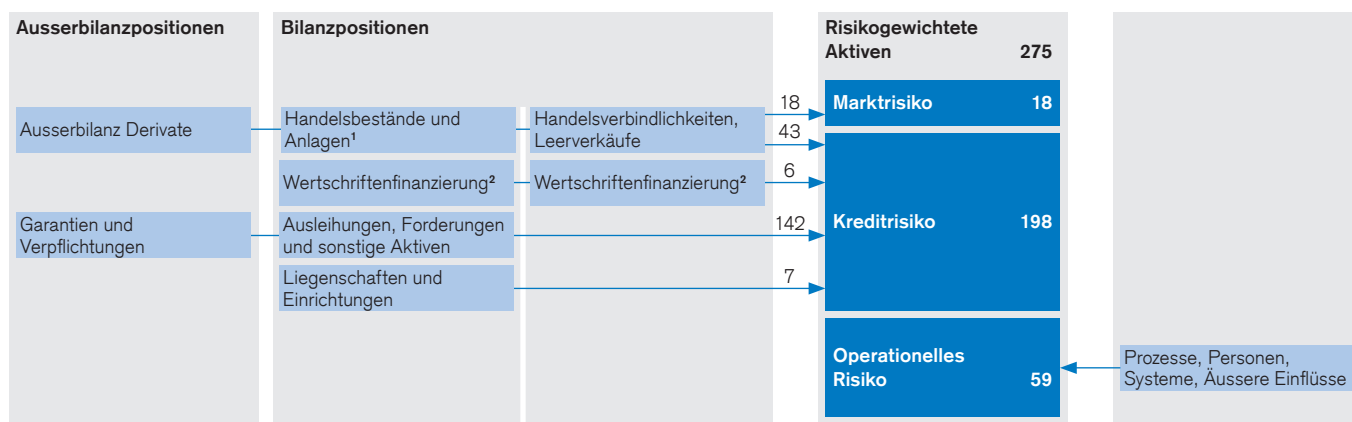 Ausserbilanzpositionen
Bilanzpositionen
Risikogewichtete
Aktiven 275
Ausserbilanz Derivate
Handelsbestände und
Anlagen¹
Handelsverbindlichkeiten,
Leerverkäufe
18
43
Marktrisiko 18
Wertschriftenfinanzierung²
Wertschriftenfinanzierung²
6
Garantien und
Verpflichtungen
Ausleihungen, Forderungen
und sonstige Aktiven
142
Kreditrisiko 198
Liegenschaften und
Einrichtungen
7
Operationelles
Risiko 59
Prozesse, Personen,
Systeme, Äussere Einflüsse